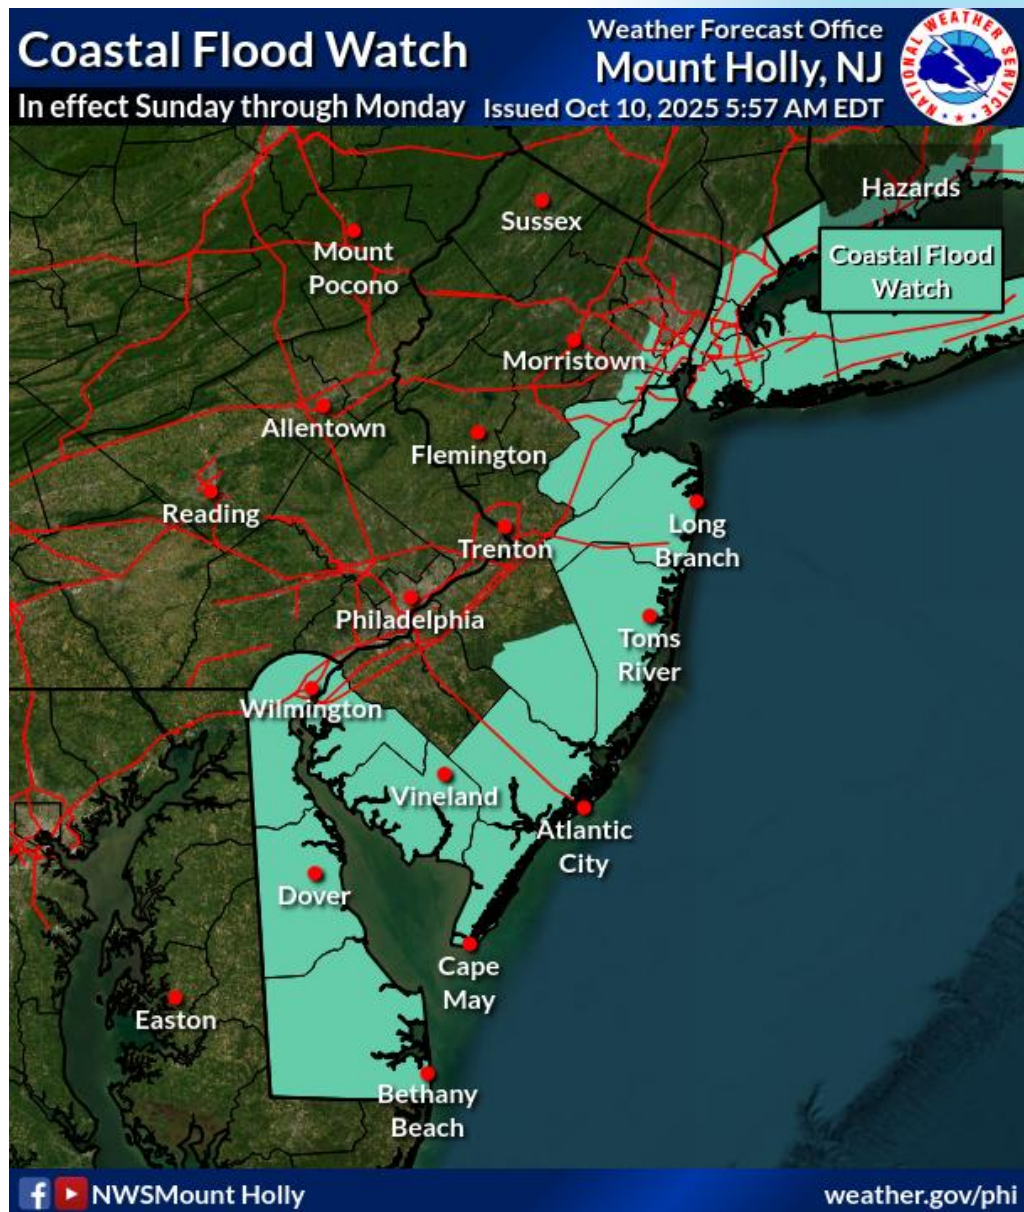 Coastal Flood Watch
In effect Sunday through Monday
Weather Forecast Office
Mount Holly, NJ
Issued Oct 10, 2025 5:57 AM EDT
NATIONAL WEATHER SERVICE
Hazards
Coastal Flood
Watch
Sussex
Mount
Pocono
Morristown
Allentown
Flemington
Reading
Long
Branch
Trenton
Philadelphia
Toms
River
Wilmington
Vineland
Atlantic
City
Dover
Cape
May
Easton
Bethany
Beach
f NWSMount Holly
weather.gov/phi